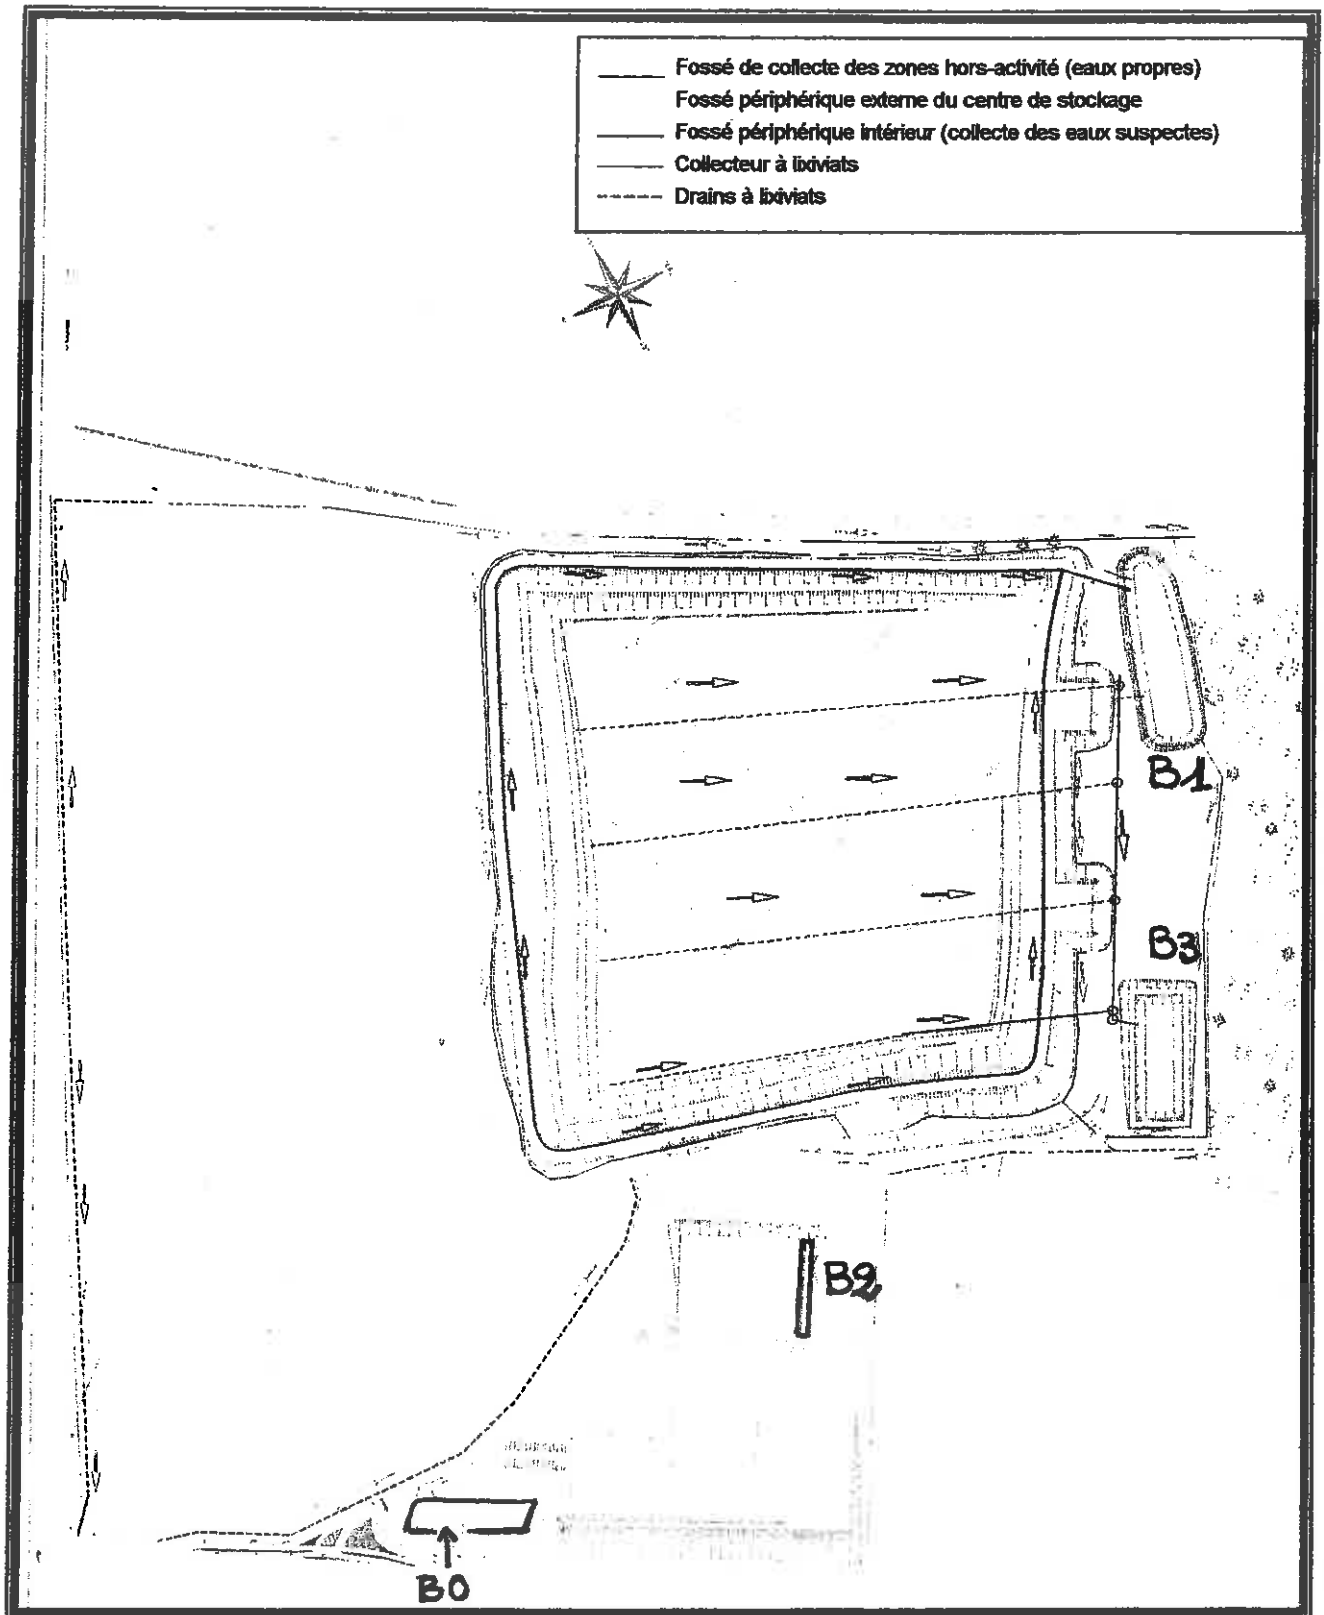 Fossé de collecte des zones hors-activité (eaux propres)
Fossé périphérique externe du centre de stockage
Fossé périphérique intérieur (collecte des eaux suspectes)
Collecteur à lixiviats
Drains à lixiviats
B1
B3
B2
B0